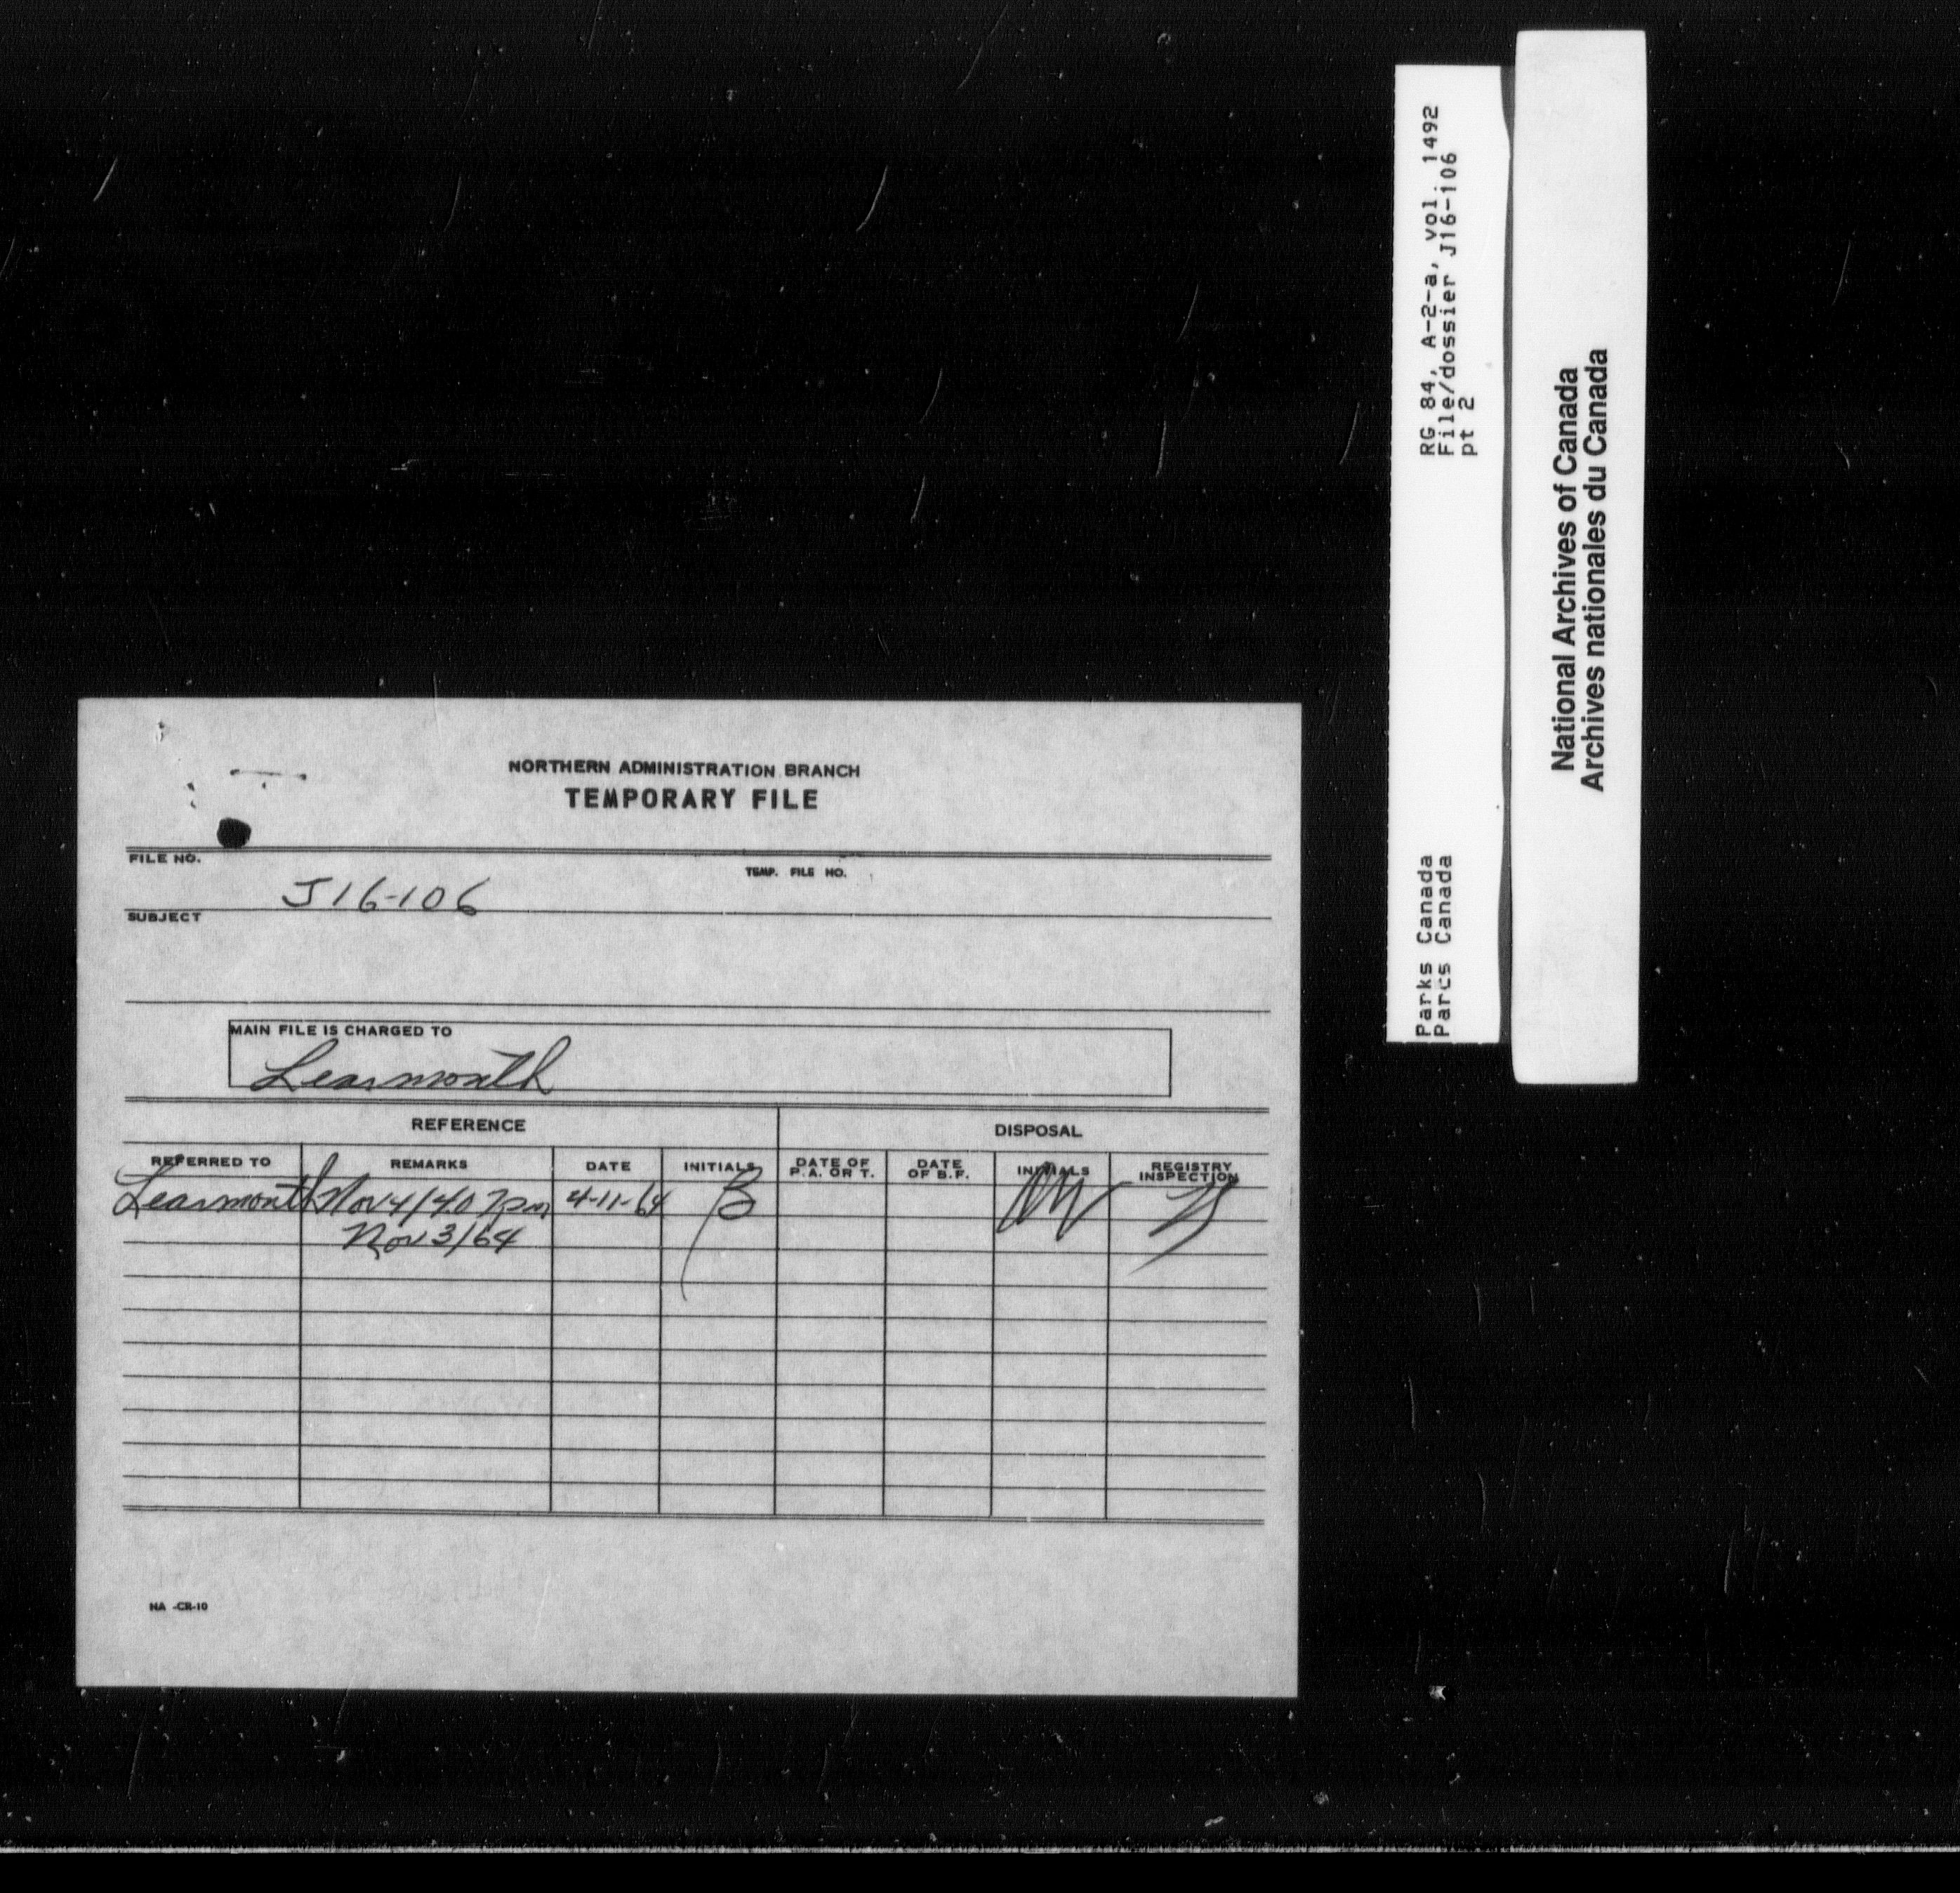 NORTHERN ADMINISTRATION BRANCH
TEMPORARY FILE
FILE NO.
TEMP. FILE NO.
J16-106
SUBJECT
MAIN FILE IS CHARGED TO
Learmonth
REFERENCE
DISPOSAL
REFERRED TO
REMARKS
DATE
INITIALS
DATE OF
P.A. OR T.
DATE
OF B.F.
INITIALS
REGISTRY
INSPECTION
Learmonth Nov 4/40 4-11-64
Nov 3/64
NA -CR-10
RG 84, A-2-a, vol. 1492
File/dossier J16-106
pt 2
Parks Canada
Parcs Canada
National Archives of Canada
Archives nationales du Canada